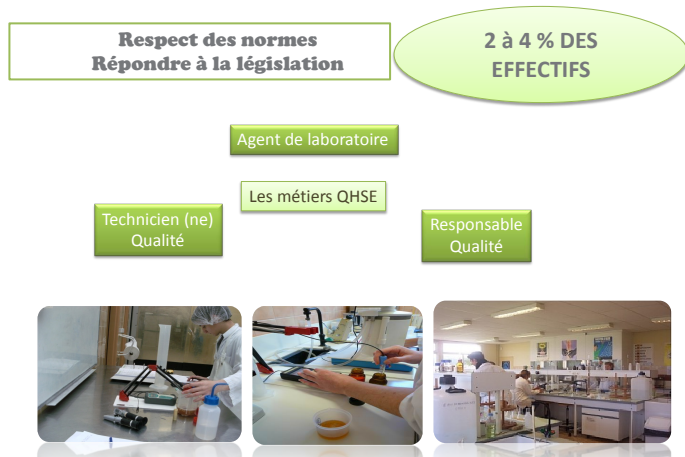 Respect des normes
Répondre à la législation
2 à 4 % DES
EFFECTIFS
Agent de laboratoire
Les métiers QHSE
Technicien (ne)
Qualité
Responsable
Qualité